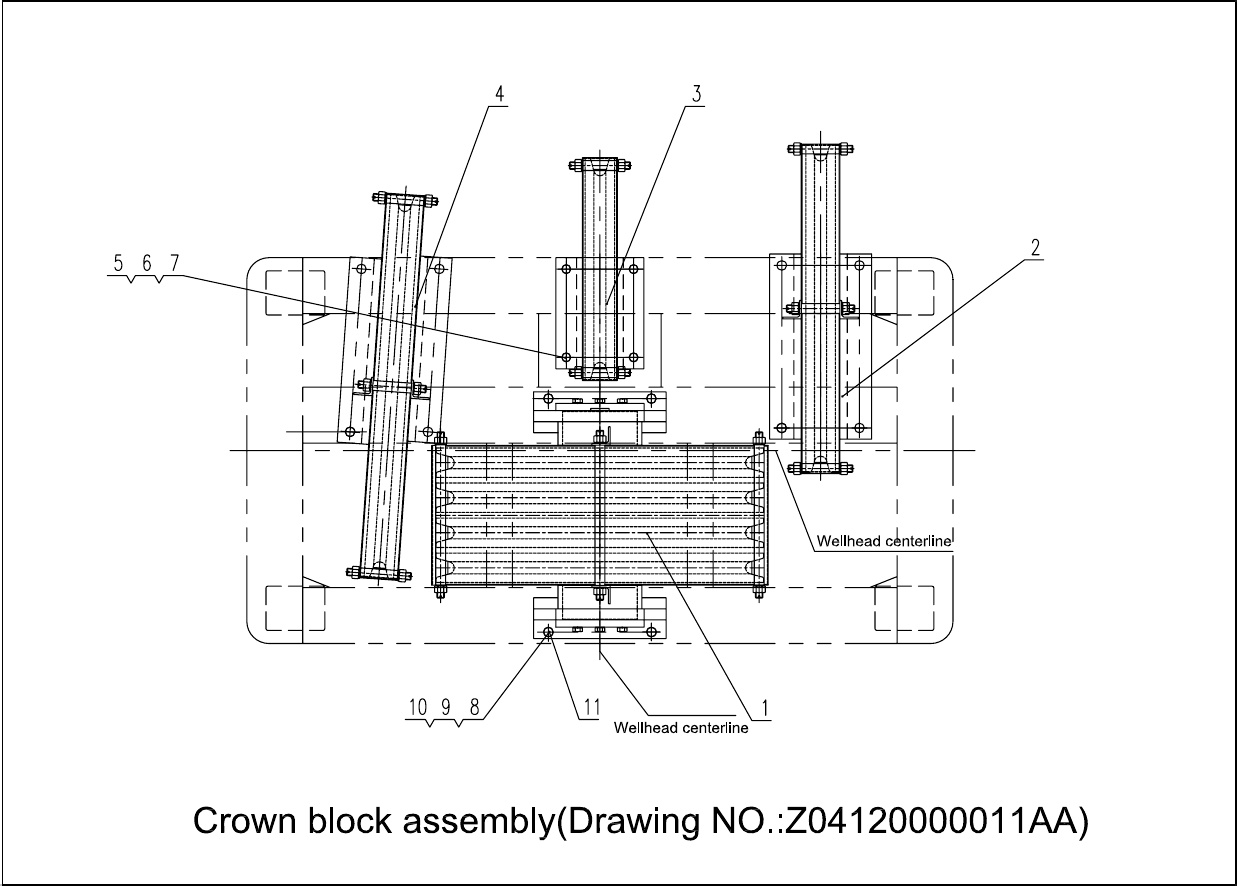 4
3
2
5 6 7
Wellhead centerline
10 9 8
11
1
Wellhead centerline
Crown block assembly(Drawing NO.:Z04120000011AA)